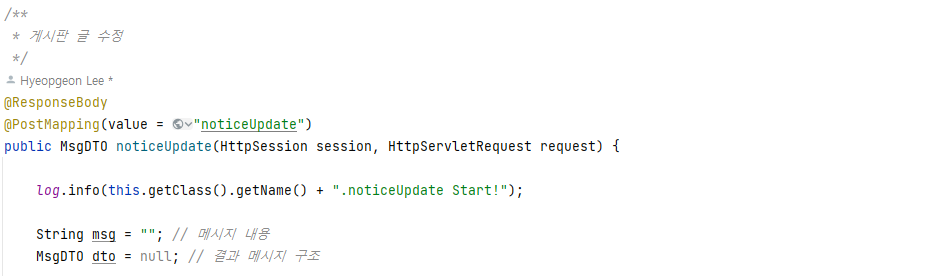 /**
 * 게시판 글 수정
 */
Hyeopgeon Lee *
@ResponseBody
@PostMapping(value = "noticeUpdate")
public MsgDTO noticeUpdate(HttpSession session, HttpServletRequest request) {
log.info(this.getClass().getName() + ".noticeUpdate Start!");
String msg = ""; // 메시지 내용
MsgDTO dto = null; // 결과 메시지 구조